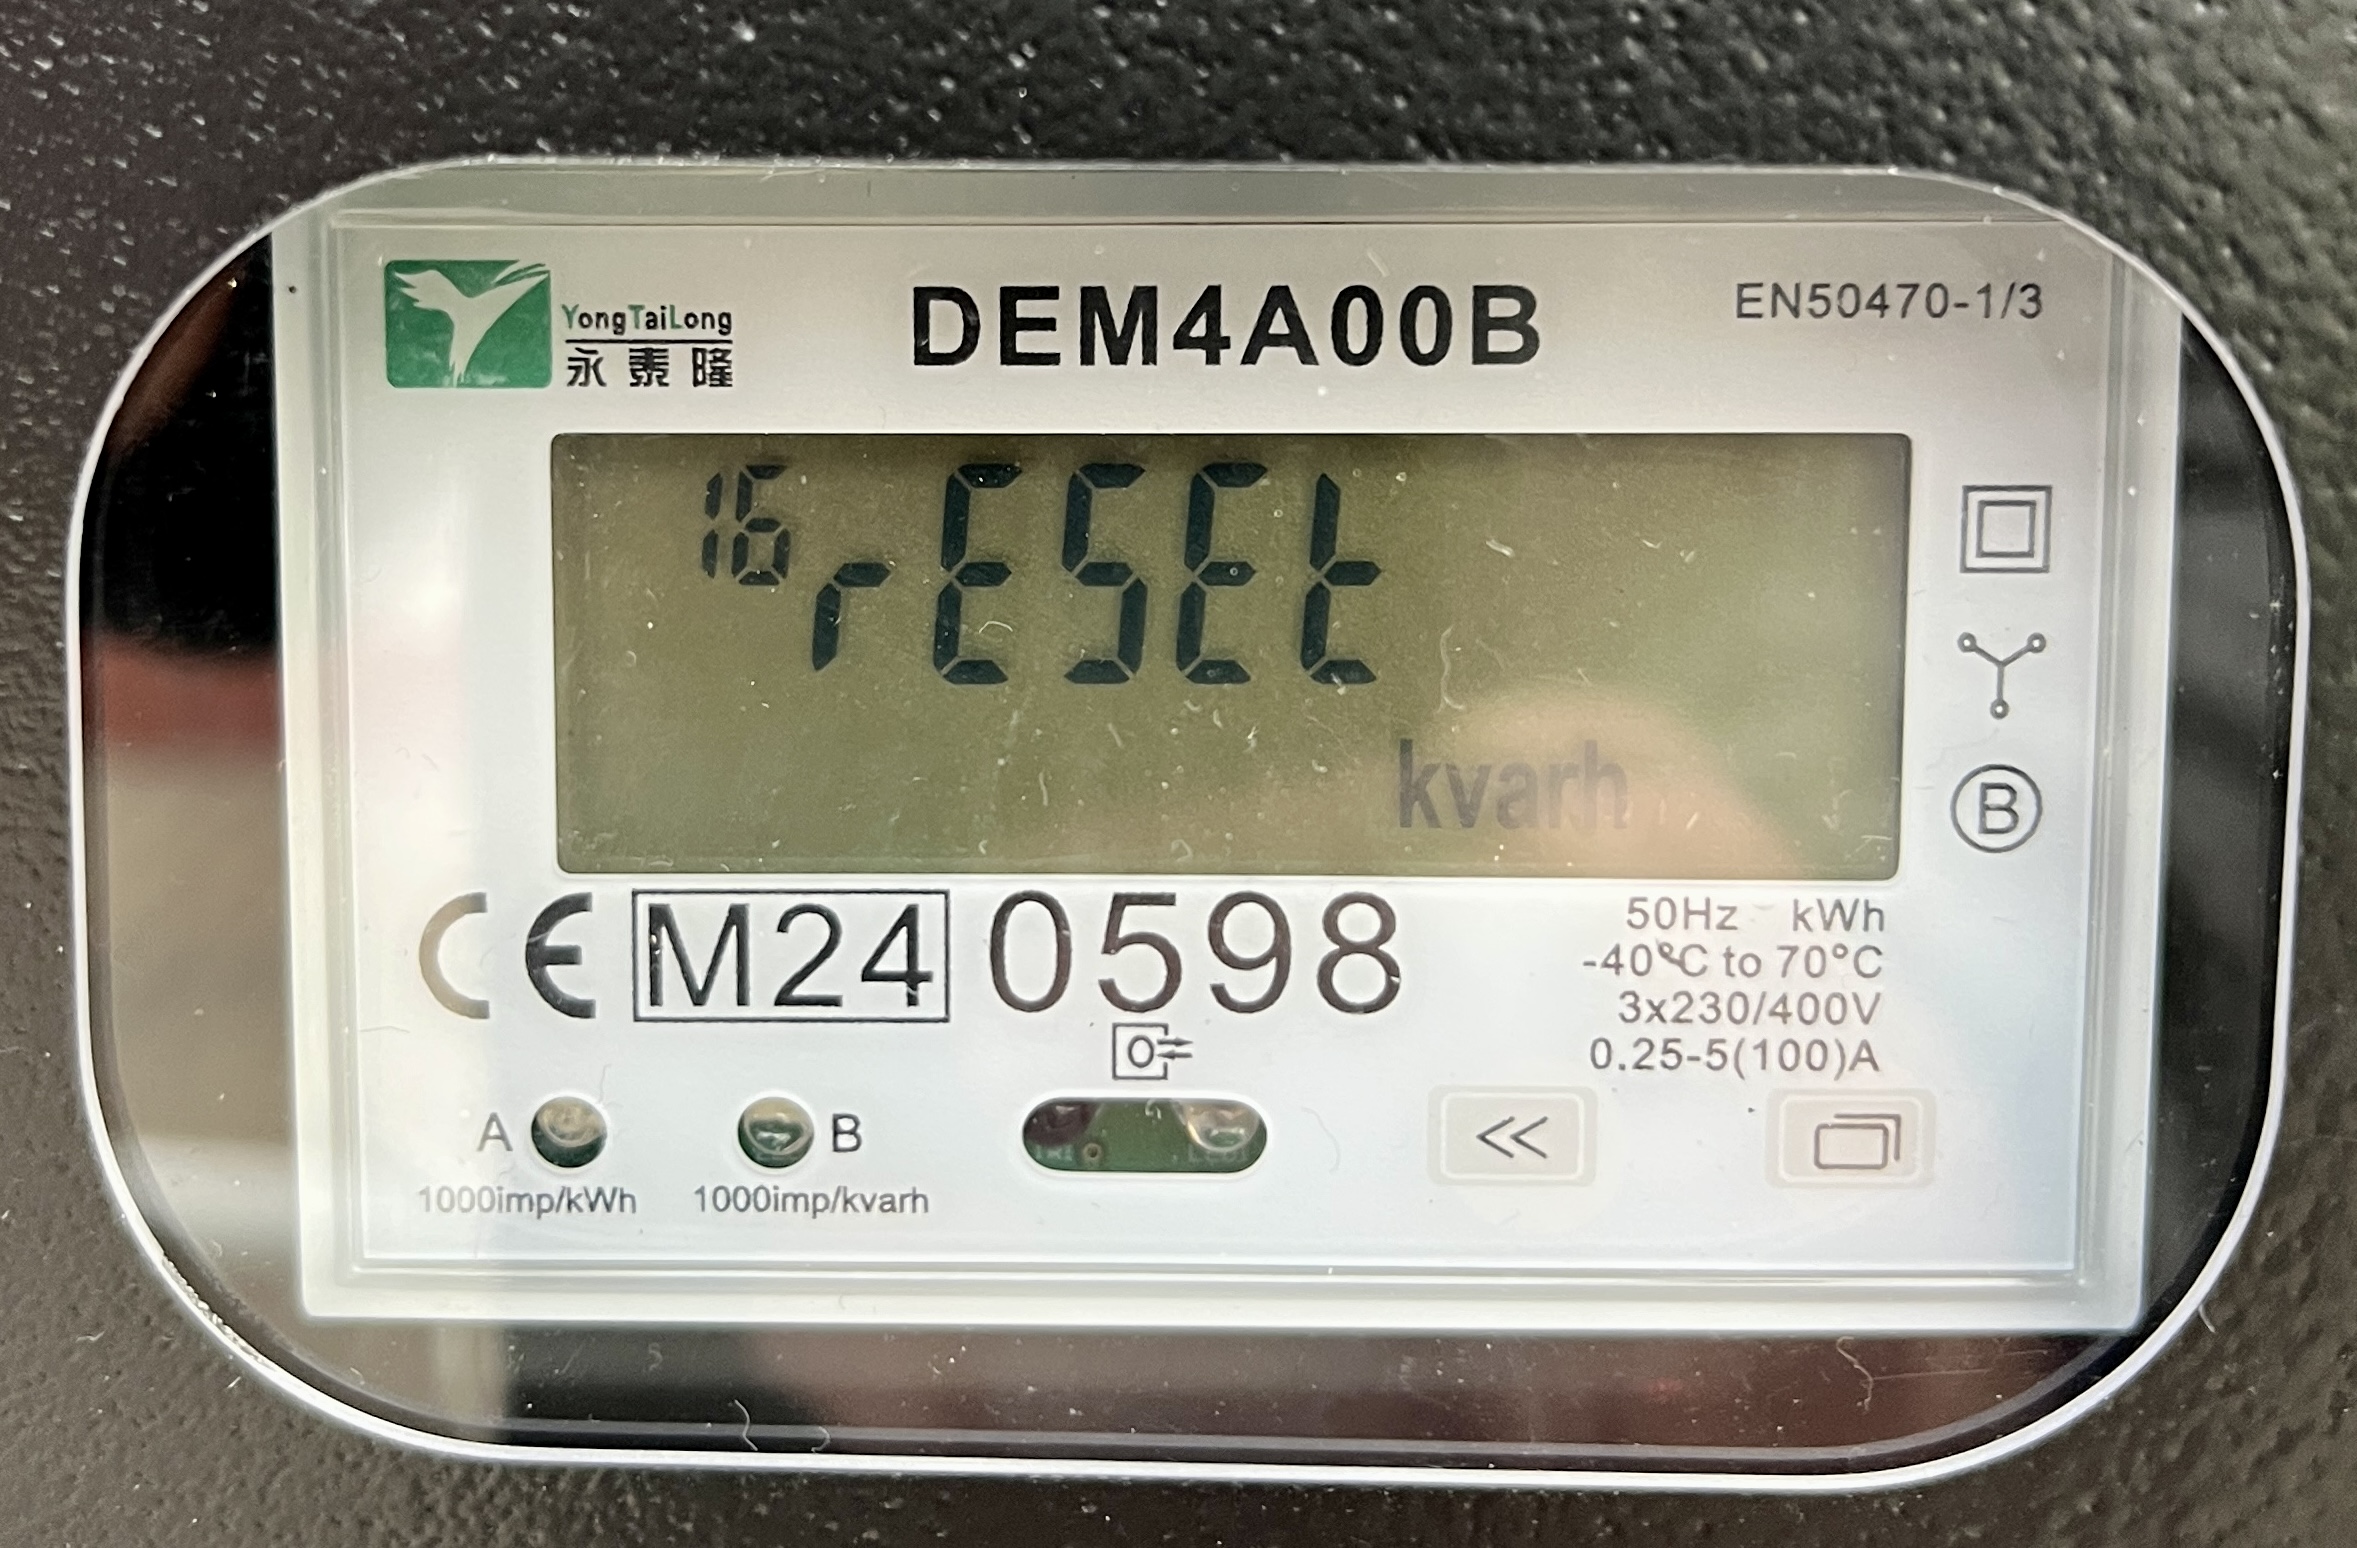 YongTaiLong
永泰隆
DEM4A00B
EN50470-1/3
16 rESEt
kvarh
B
CE M24 0598
50Hz kWh
-40°C to 70°C
3x230/400V
0.25-5(100)A
A B
1000imp/kWh 1000imp/kvarh